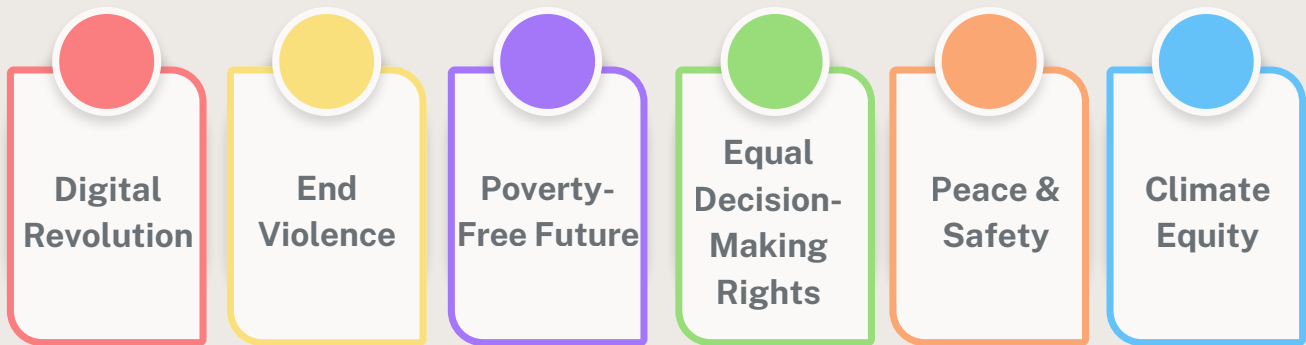 Digital
Revolution
End
Violence
Poverty-
Free Future
Equal
Decision-
Making
Rights
Peace &
Safety
Climate
Equity